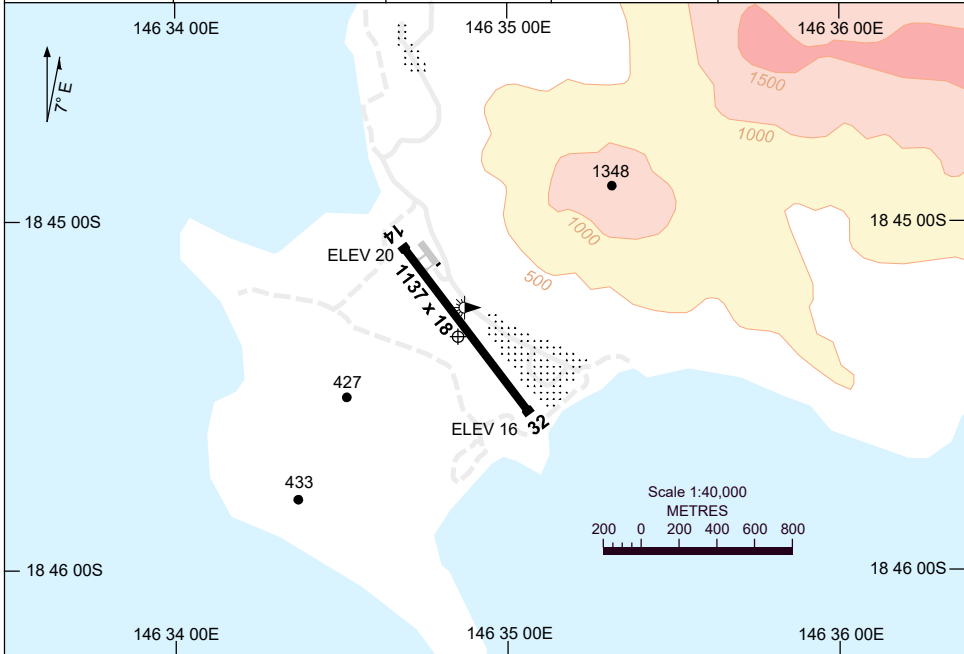 146 34 00E
146 35 00E
146 36 00E
7° E
1500
1000
1348
18 45 00S
18 45 00S
1000
14
ELEV 20
500
1137 x 18
427
ELEV 16
32
433
Scale 1:40,000
METRES
200 0 200 400 600 800
18 46 00S
18 46 00S
146 34 00E
146 35 00E
146 36 00E